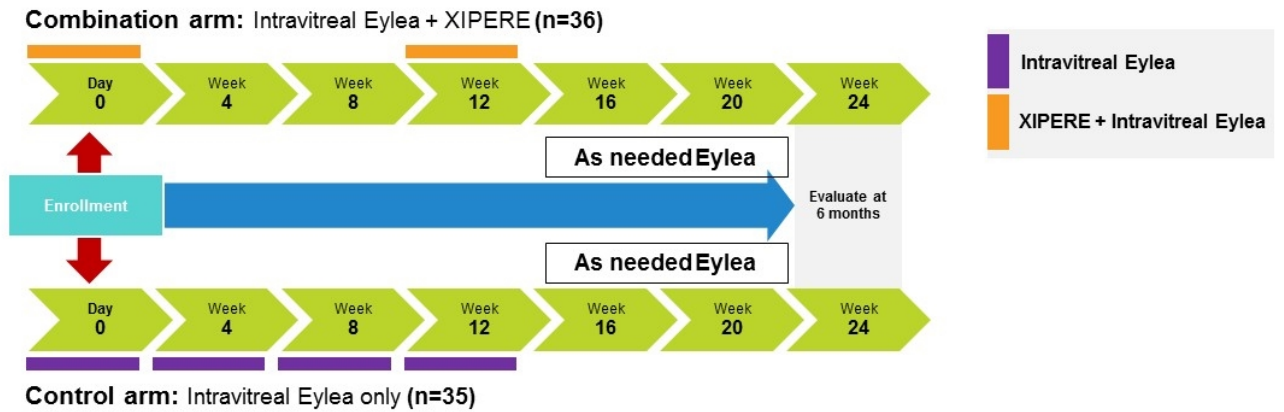 Combination arm: Intravitreal Eylea + XIPERE (n=36)
Day
0
Week
4
Week
8
Week
12
Week
16
Week
20
Week
24
Intravitreal Eylea
XIPERE + Intravitreal Eylea
As needed Eylea
Enrollment
Evaluate at
6 months
As needed Eylea
Day
0
Week
4
Week
8
Week
12
Week
16
Week
20
Week
24
Control arm: Intravitreal Eylea only (n=35)